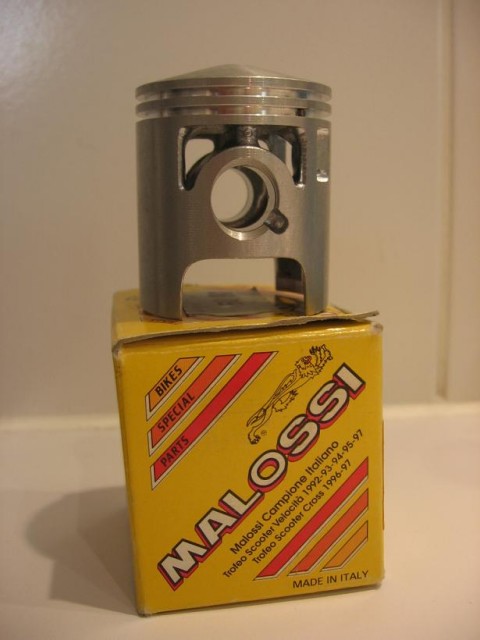 BIKES
SPECIAL
PARTS
MALOSSI
®
Malossi Campione Italiano
Trofeo Scooter Velocità 1992-93-94-95-97
Trofeo Scooter Cross 1996-97
MADE IN ITALY